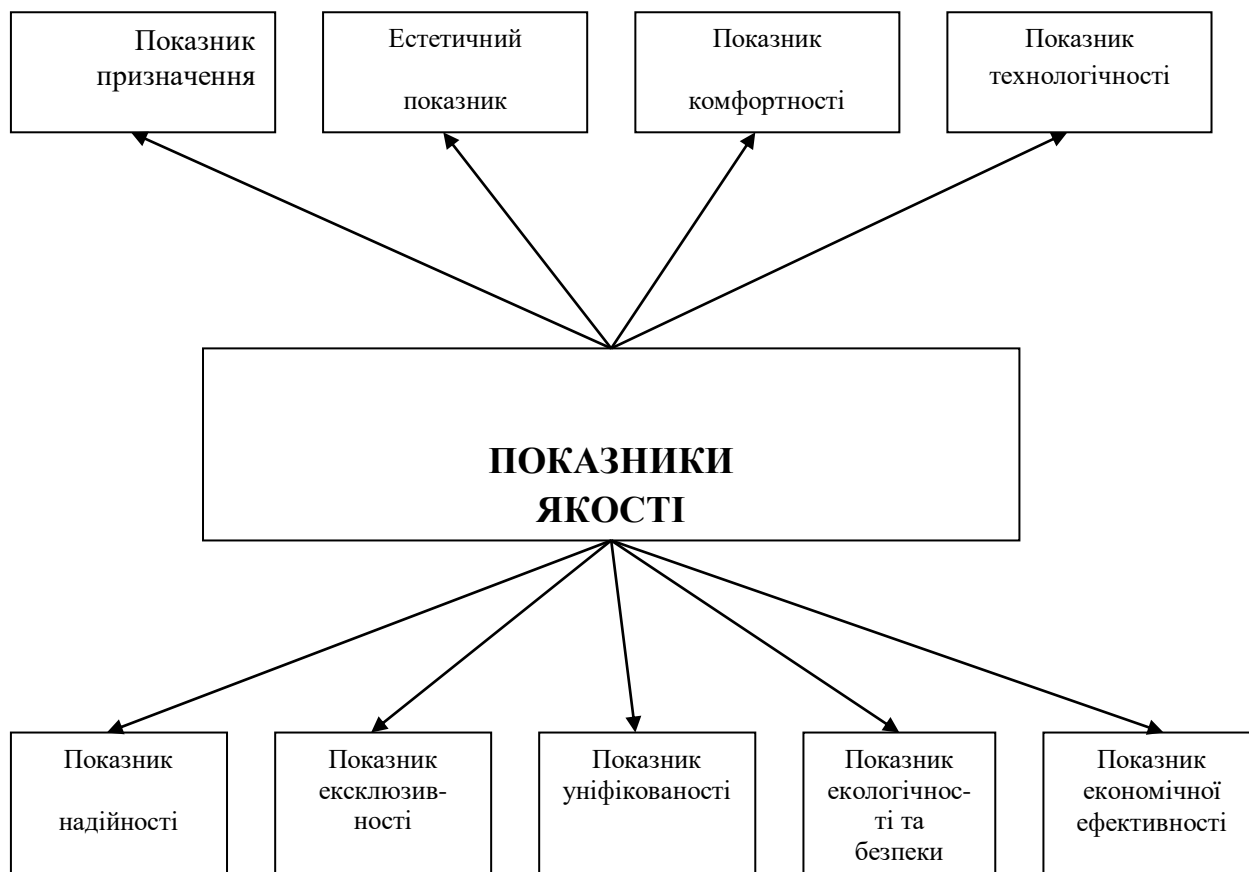 Показник
призначення
Естетичний
показник
Показник
комфортності
Показник
технологічності
ПОКАЗНИКИ
ЯКОСТІ
Показник
надійності
Показник
ексклюзив-
ності
Показник
уніфікованості
Показник
екологічнос-
ті та
безпеки
Показник
економічної
ефективності